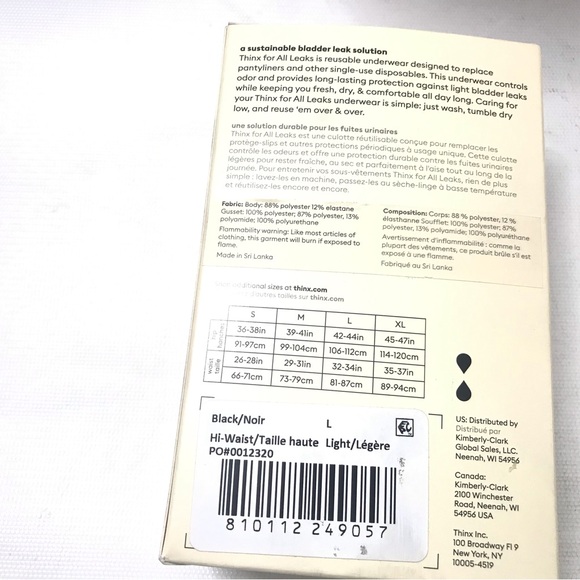 a sustainable bladder leak solution
Thinx for All Leaks is reusable underwear designed to replace
pantyliners and other single-use disposables. This underwear controls
odor and provides long-lasting protection against light bladder leaks
while keeping you fresh, dry, & comfortable all day long. Caring for
your Thinx for All Leaks underwear is simple: just wash, tumble dry
low, and reuse 'em over & over.
une solution durable pour les fuites urinaires
Thinx for All Leaks est une culotte réutilisable conçue pour remplacer les
protège-slips et autres protections périodiques à usage unique. Cette culotte
contrôle les odeurs et offre une protection durable contre les fuites urinaires
légères pour rester fraîche, au sec et parfaitement à l'aise tout au long de la
journée. Pour entretenir vos sous-vêtements Thinx for All Leaks, rien de plus
simple : lavez-les en machine, passez-les au sèche-linge à basse température
et réutilisez-les encore et encore.
Fabric: Body: 88% polyester 12% elastane
Gusset: 100% polyester; 87% polyester, 13%
polyamide; 100% polyurethane
Flammability warning: Like most articles of
clothing, this garment will burn if exposed to
flame.
Made in Sri Lanka
Composition: Corps: 88 % polyester, 12 %
élasthanne Soufflet: 100% polyester; 87%
polyester, 13% polyamide; 100% polyuréthane
Avertissement d'inflammabilité : comme la
plupart des vêtements, ce produit brûle s'il est
exposé à une flamme.
Fabriqué au Sri Lanka
additional sizes at thinx.com
autres tailles sur thinx.com
S M L XL
hip
hanches
36-38in 39-41in 42-44in 45-47in
91-97cm 99-104cm 106-112cm 114-120cm
waist
taille
26-28in 29-31in 32-34in 35-37in
66-71cm 73-79cm 81-87cm 89-94cm
Black/Noir L
Hi-Waist/Taille haute Light/Légère
PO#0012320
810112 249057
US: Distributed by
Distribué par
Kimberly-Clark
Global Sales, LLC.
Neenah, WI 54956
Canada:
Kimberly-Clark
2100 Winchester
Road, Neenah, WI
54956 USA
Thinx Inc.
100 Broadway Fl 9
New York, NY
10005-4519